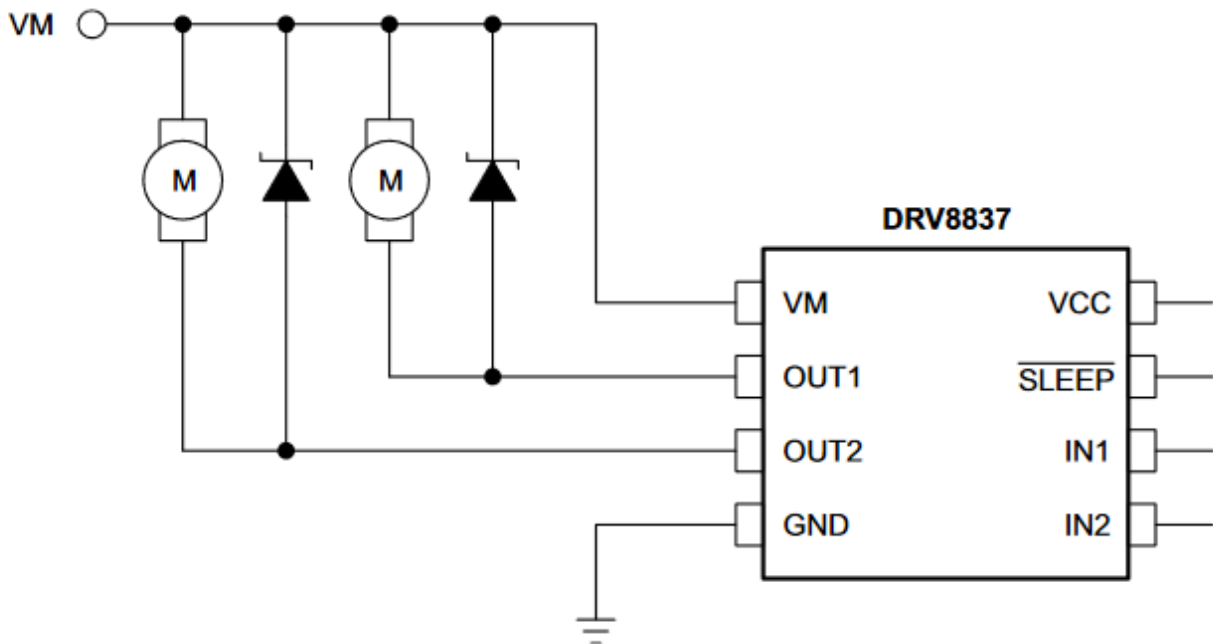 VM
M
M
DRV8837
VM
VCC
OUT1
SLEEP
OUT2
IN1
GND
IN2